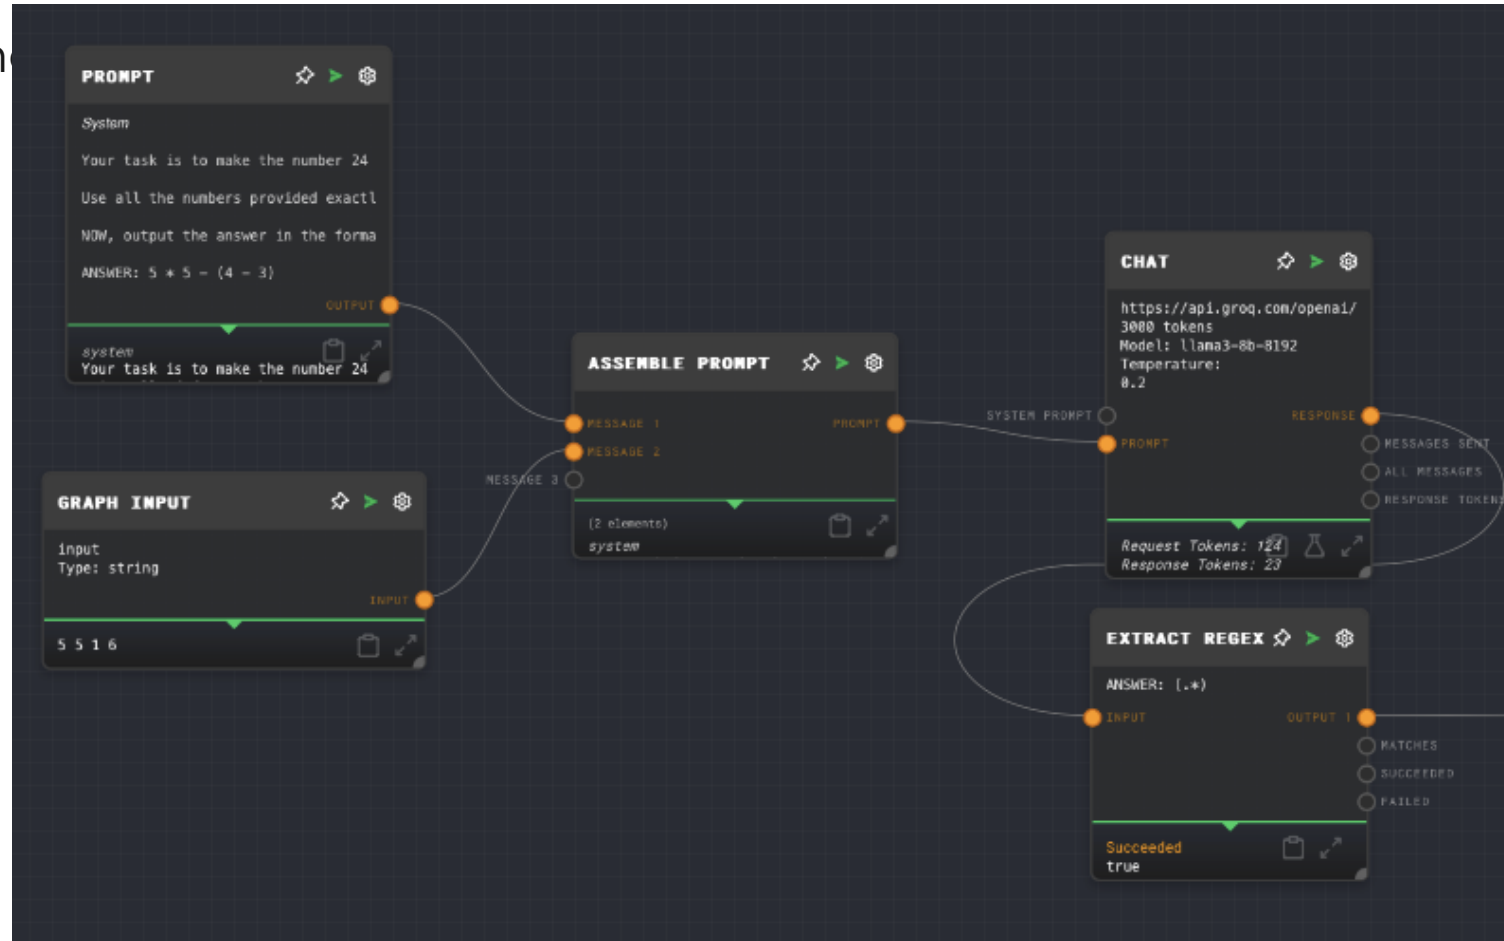 PROMPT
System
Your task is to make the number 24
Use all the numbers provided exactl
NOW, output the answer in the forma
ANSWER: 5 * 5 - (4 - 3)
OUTPUT
system
Your task is to make the number 24
GRAPH INPUT
input
Type: string
INPUT
5 5 1 6
ASSEMBLE PROMPT
MESSAGE 1
PROMPT
MESSAGE 2
MESSAGE 3
(2 elements)
system
CHAT
https://api.groq.com/openai/
3000 tokens
Model: llama3-8b-8192
Temperature:
0.2
SYSTEM PROMPT
RESPONSE
PROMPT
MESSAGES SENT
ALL MESSAGES
RESPONSE TOKENS
Request Tokens: 124
Response Tokens: 23
EXTRACT REGEX
ANSWER: (.*)
INPUT
OUTPUT 1
MATCHES
SUCCEEDED
FAILED
Succeeded
true